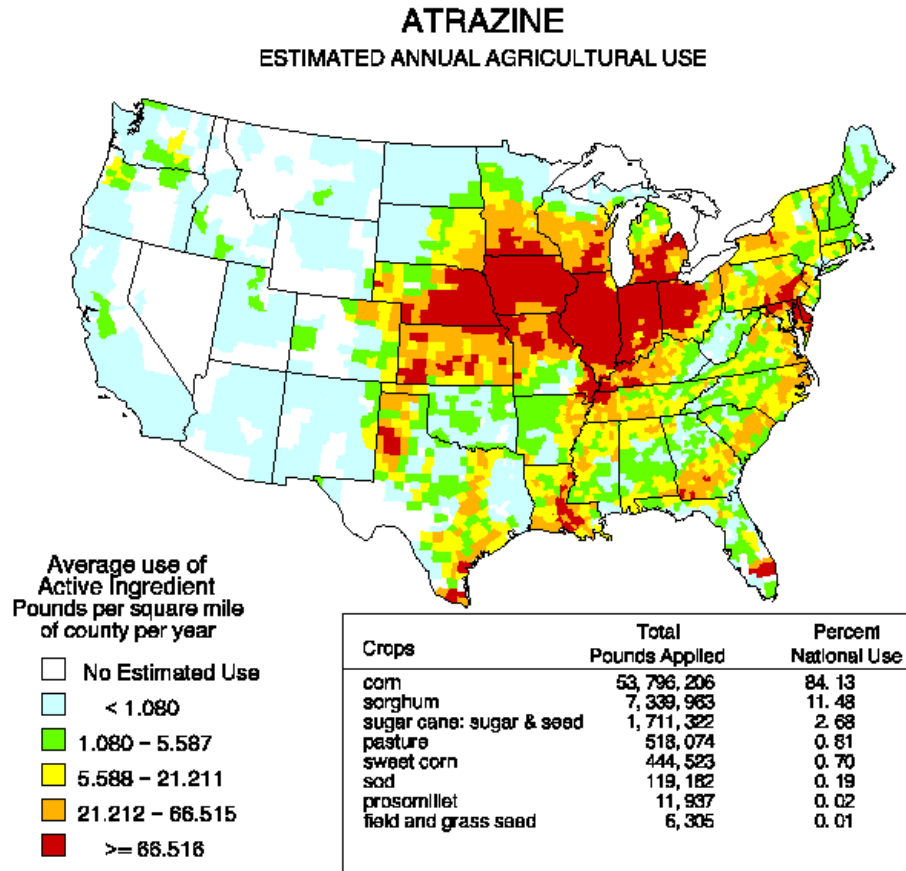 ATRAZINE
ESTIMATED ANNUAL AGRICULTURAL USE
Average use of
Active Ingredient
Pounds per square mile
of county per year
No Estimated Use
< 1.080
1.080 – 5.587
5.588 – 21.211
21.212 – 66.515
>= 66.516
Crops Total Pounds Applied Percent National Use
corn 53,796,206 84.13
sorghum 7,339,963 11.48
sugar cane: sugar & seed 1,711,322 2.68
pasture 518,074 0.81
sweet corn 444,523 0.70
sod 119,182 0.19
prosomillet 11,937 0.02
field and grass seed 6,305 0.01